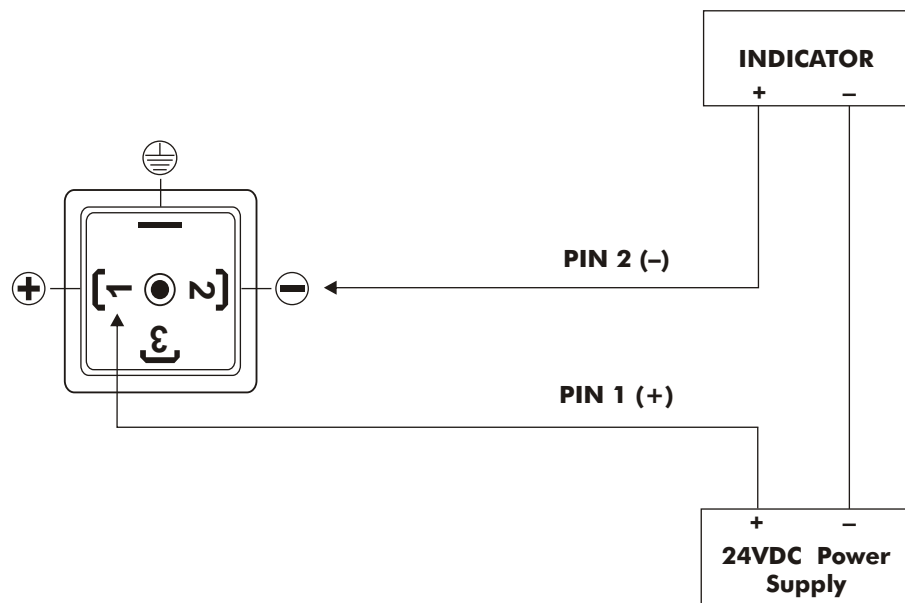 INDICATOR
+ –
PIN 2 (–)
+ 1 2 –
3
PIN 1 (+)
+ –
24VDC Power
Supply